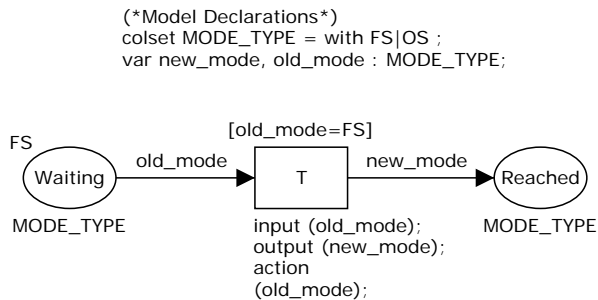 (*Model Declarations*)
colset MODE_TYPE = with FS|OS ;
var new_mode, old_mode : MODE_TYPE;
[old_mode=FS]
FS
old_mode
new_mode
Waiting
T
Reached
MODE_TYPE
input (old_mode);
output (new_mode);
action
(old_mode);
MODE_TYPE